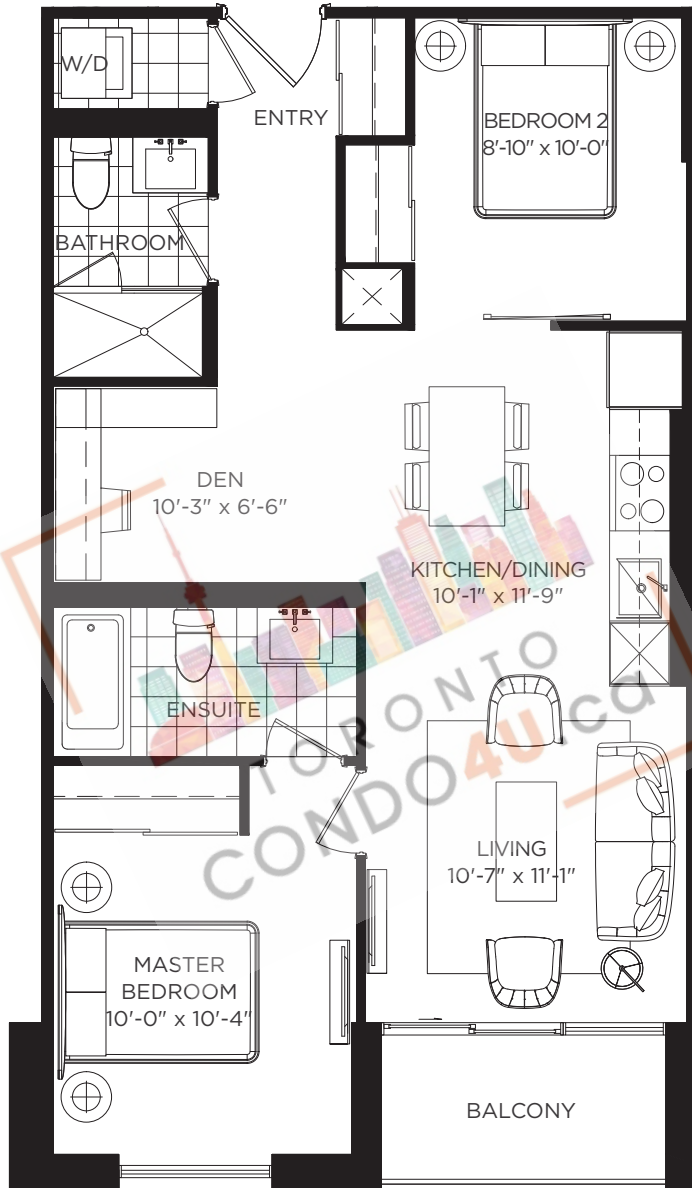 W/D
ENTRY
BEDROOM 2
8'-10" x 10'-0"
BATHROOM
DEN
10'-3" x 6'-6"
KITCHEN/DINING
10'-1" x 11'-9"
ENSUITE
TORONTO
CONDO4U.ca
LIVING
10'-7" x 11'-1"
MASTER
BEDROOM
10'-0" x 10'-4"
BALCONY